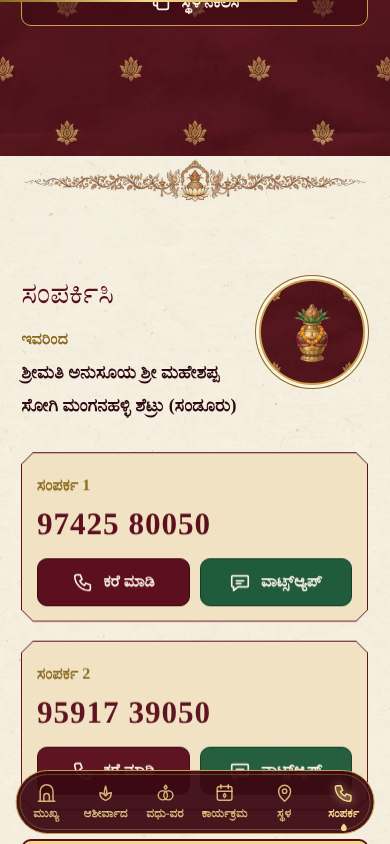 ಸಂಪರ್ಕಿಸಿ
ಇವರಿಂದ
ಶ್ರೀಮತಿ ಅನುಸೂಯ ಶ್ರೀ ಮಹೇಶಪ್ಪ
ಸೋಗಿ ಮಂಗನಹಳ್ಳಿ ಶೆಟ್ರು (ಸಂಡೂರು)
ಸಂಪರ್ಕ 1
97425 80050
ಕರೆ ಮಾಡಿ
ವಾಟ್ಸ್‌ಆ್ಯಪ್
ಸಂಪರ್ಕ 2
95917 39050
ಮುಖ್ಯ
ಆಶೀರ್ವಾದ
ವಧು-ವರ
ಕಾರ್ಯಕ್ರಮ
ಸ್ಥಳ
ಸಂಪರ್ಕ